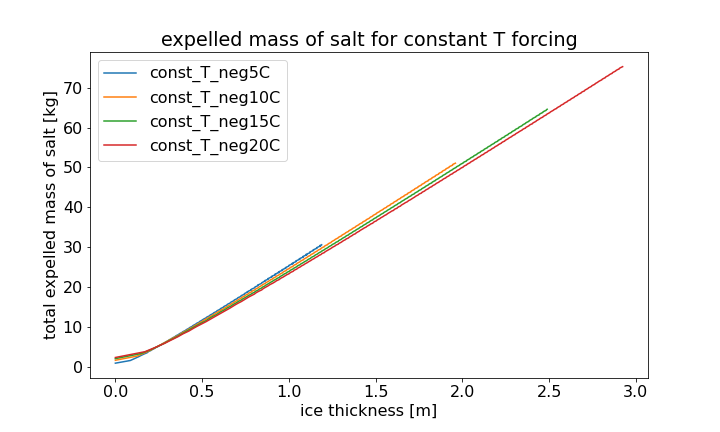 expelled mass of salt for constant T forcing
const_T_neg5C
const_T_neg10C
const_T_neg15C
const_T_neg20C
total expelled mass of salt [kg]
70
60
50
40
30
20
10
0
0.0 0.5 1.0 1.5 2.0 2.5 3.0
ice thickness [m]